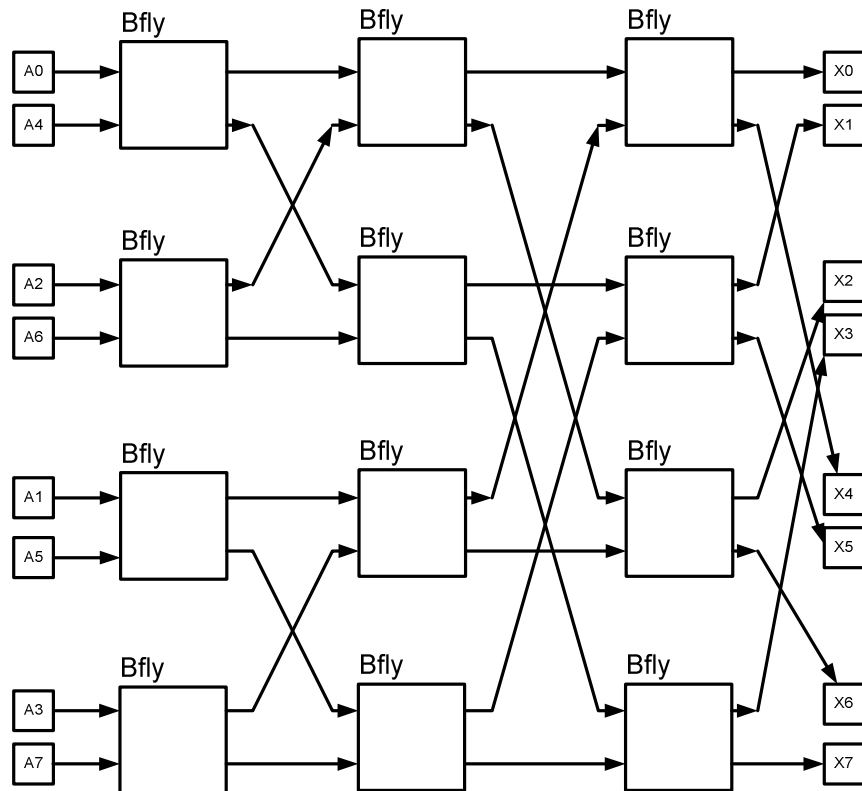 Bfly Bfly Bfly
A0 X0
A4 X1
Bfly Bfly Bfly
A2 X2
A6 X3
Bfly Bfly Bfly
A1 X4
A5 X5
Bfly Bfly Bfly
A3 X6
A7 X7